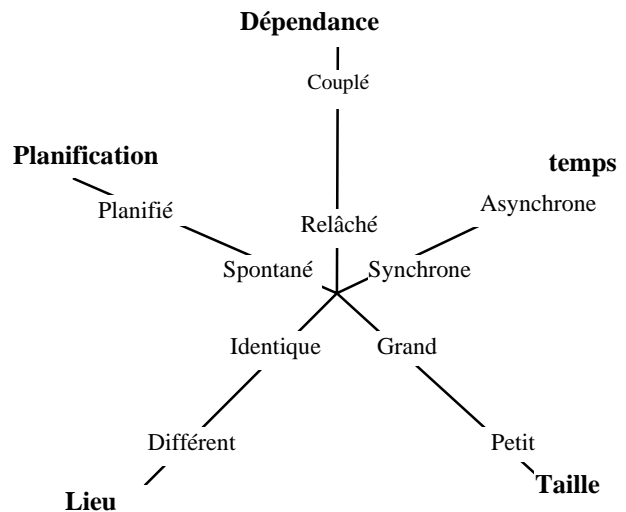 Dépendance
Couplé
Planification
temps
Planifié
Asynchrone
Relâché
Spontané
Synchrone
Identique
Grand
Différent
Petit
Lieu
Taille